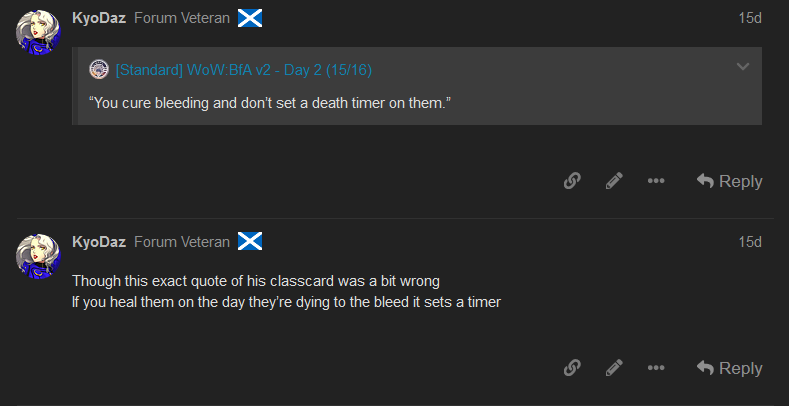 KyoDaz Forum Veteran 15d
[Standard] WoW:BfA v2 - Day 2 (15/16)
“You cure bleeding and don’t set a death timer on them.”
Reply
KyoDaz Forum Veteran 15d
Though this exact quote of his classcard was a bit wrong
If you heal them on the day they’re dying to the bleed it sets a timer
Reply